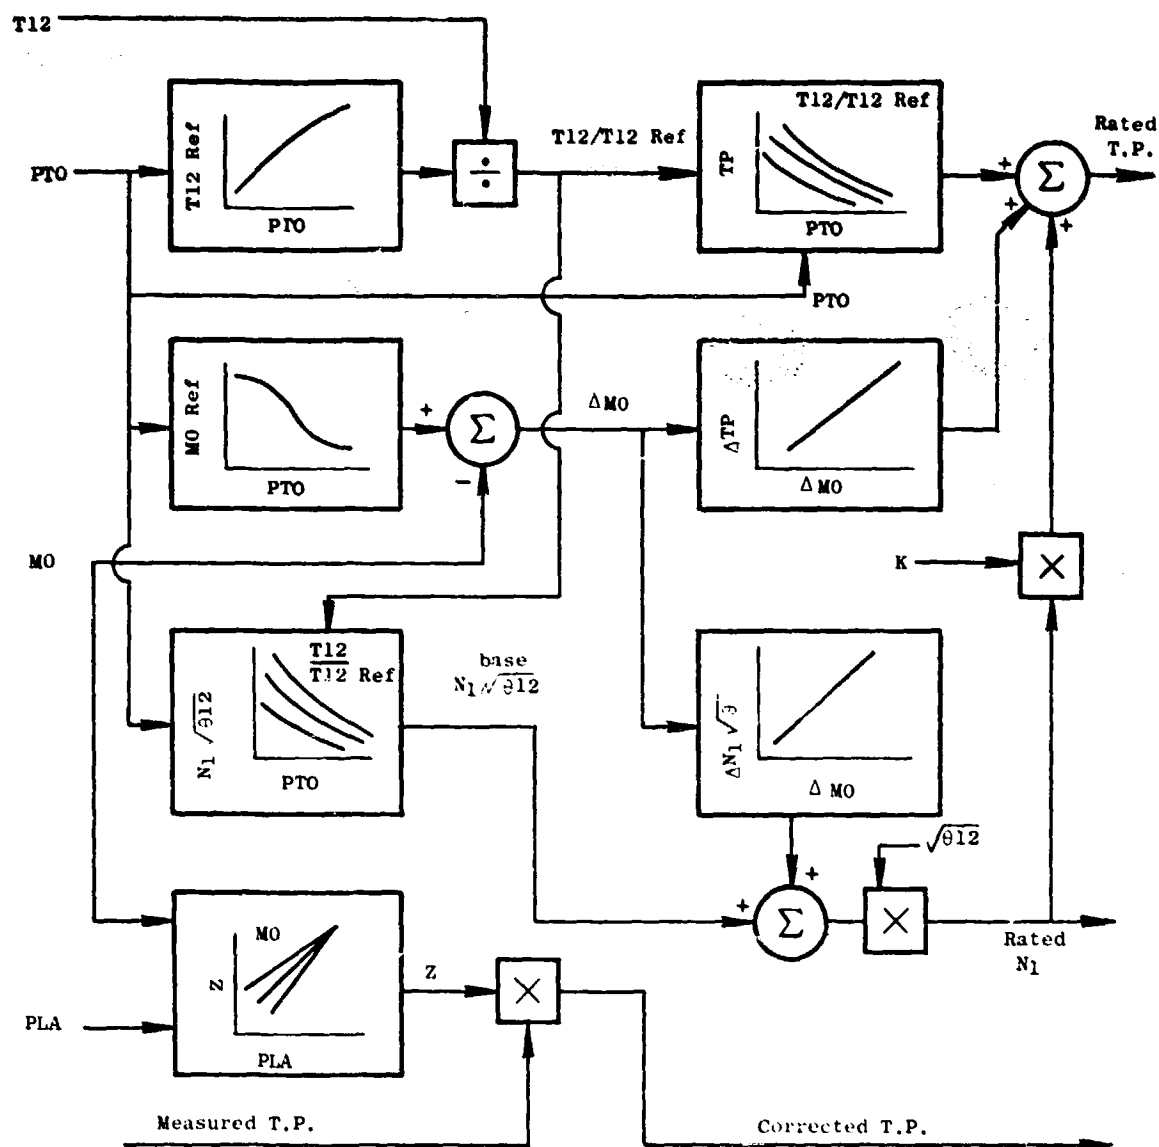 T12
T12/T12 Ref
T12 Ref
PTO
PTO
÷
T12/T12 Ref
TP
PTO
PTO
+
+
+
Σ
Rated
T.P.
MO Ref
PTO
+
-
Σ
ΔMO
ΔTP
ΔMO
MO
K
×
T12
T12 Ref
N1 √θ12
PTO
base
N1 √θ12
ΔN1 √θ
Δ MO
√θ12
+
+
Σ
×
Rated
N1
MO
Z
PLA
PLA
Z
×
Measured T.P.
Corrected T.P.